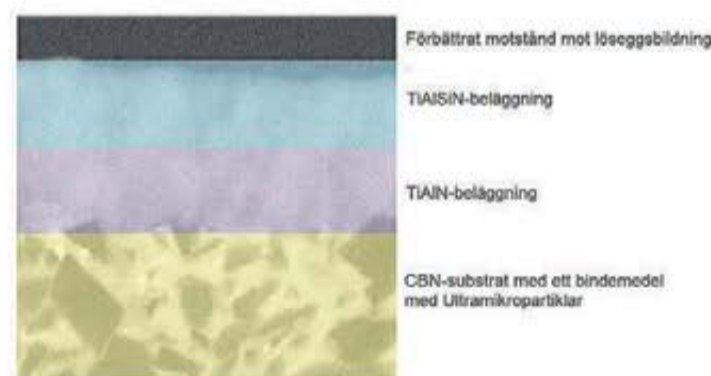 Förbättrat motstånd mot löseggsbildning
TiAlSiN-beläggning
TiAlN-beläggning
CBN-substrat med ett bindemedel
med Ultramikropartiklar